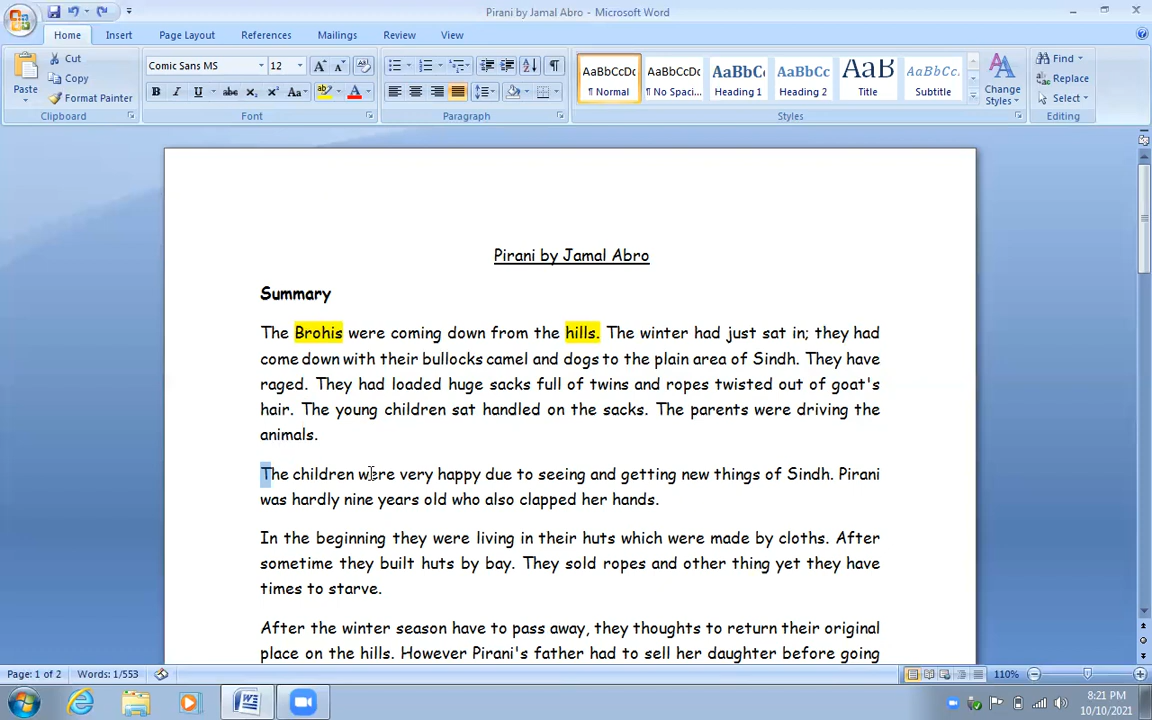 Pirani by Jamal Abro - Microsoft Word
Home Insert Page Layout References Mailings Review View
Paste
Cut
Copy
Format Painter
Clipboard
Comic Sans MS 12
B I U abc X₂ X² Aa
Font
Paragraph
AaBbCcDc AaBbCcDc AaBbC AaBbCc AaB AaBbCc.
¶ Normal ¶ No Spaci... Heading 1 Heading 2 Title Subtitle
Change Styles
Styles
Find
Replace
Select
Editing
Pirani by Jamal Abro
Summary
The Brohis were coming down from the hills. The winter had just sat in; they had
come down with their bullocks camel and dogs to the plain area of Sindh. They have
raged. They had loaded huge sacks full of twins and ropes twisted out of goat's
hair. The young children sat handled on the sacks. The parents were driving the
animals.
The children were very happy due to seeing and getting new things of Sindh. Pirani
was hardly nine years old who also clapped her hands.
In the beginning they were living in their huts which were made by cloths. After
sometime they built huts by bay. They sold ropes and other thing yet they have
times to starve.
After the winter season have to pass away, they thoughts to return their original
place on the hills. However Pirani's father had to sell her daughter before going
Page: 1 of 2 Words: 1/553 110%
8:21 PM
10/10/2021